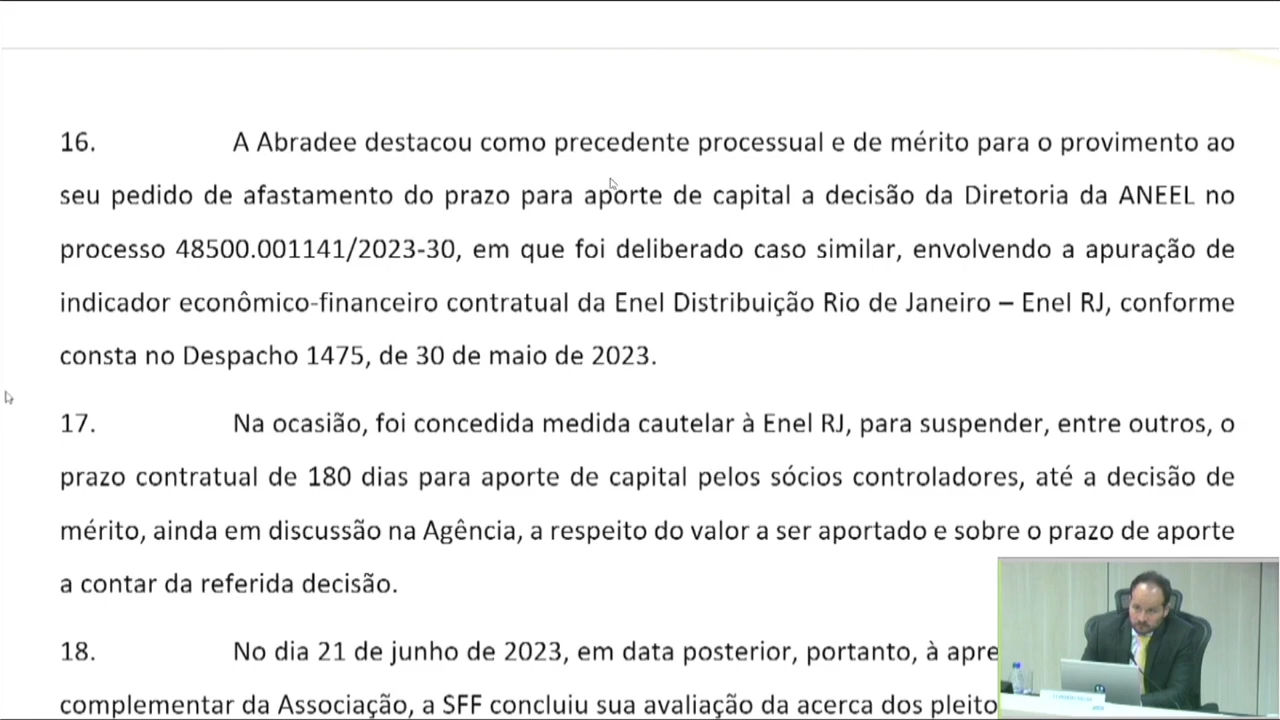 16. A Abradee destacou como precedente processual e de mérito para o provimento ao
seu pedido de afastamento do prazo para aporte de capital a decisão da Diretoria da ANEEL no
processo 48500.001141/2023-30, em que foi deliberado caso similar, envolvendo a apuração de
indicador econômico-financeiro contratual da Enel Distribuição Rio de Janeiro – Enel RJ, conforme
consta no Despacho 1475, de 30 de maio de 2023.
17. Na ocasião, foi concedida medida cautelar à Enel RJ, para suspender, entre outros, o
prazo contratual de 180 dias para aporte de capital pelos sócios controladores, até a decisão de
mérito, ainda em discussão na Agência, a respeito do valor a ser aportado e sobre o prazo de aporte
a contar da referida decisão.
18. No dia 21 de junho de 2023, em data posterior, portanto, à apre
complementar da Associação, a SFF concluiu sua avaliação da acerca dos pleito